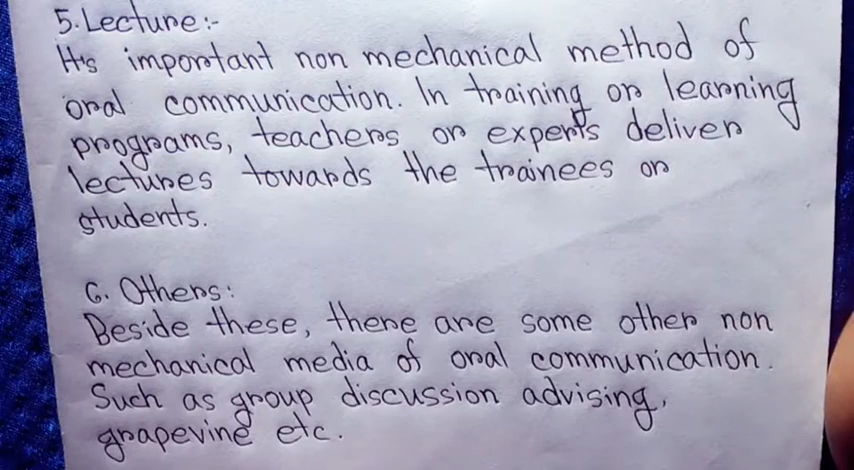 5. Lecture:-
It's important non mechanical method of
oral communication. In training or learning
programs, teachers or experts deliver
lectures towards the trainees or
students.
6. Others:
Beside these, there are some other non
mechanical media of oral communication.
Such as group discussion advising,
grapevine etc.